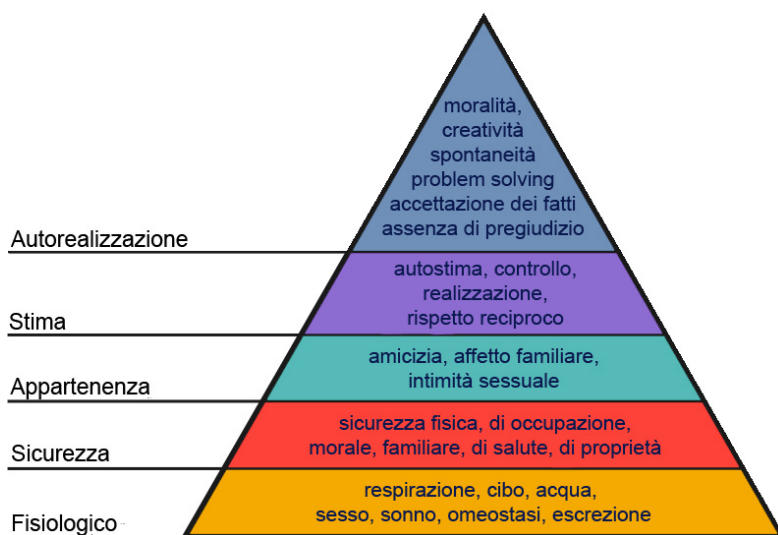 moralità,
creatività
spontaneità
problem solving
accettazione dei fatti
assenza di pregiudizio
Autorealizzazione
autostima, controllo,
realizzazione,
rispetto reciproco
Stima
amicizia, affetto familiare,
intimità sessuale
Appartenenza
sicurezza fisica, di occupazione,
morale, familiare, di salute, di proprietà
Sicurezza
respirazione, cibo, acqua,
sesso, sonno, omeostasi, escrezione
Fisiologico